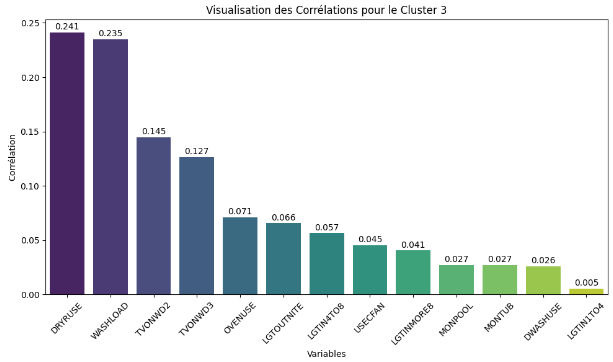 Visualisation des Corrélations pour le Cluster 3
0.25
0.20
0.15
0.10
0.05
0.00
Corrélation
0.241
0.235
0.145
0.127
0.071
0.066
0.057
0.045
0.041
0.027
0.027
0.026
0.005
DRYRUSE
WASHLOAD
TVONWD2
TVONWD3
OVENUSE
LGTOUTNITE
LGTIN4TO8
USECFAN
LGTINMORE8
MONPOOL
MONTUB
DWASHUSE
LGTIN1TO4
Variables